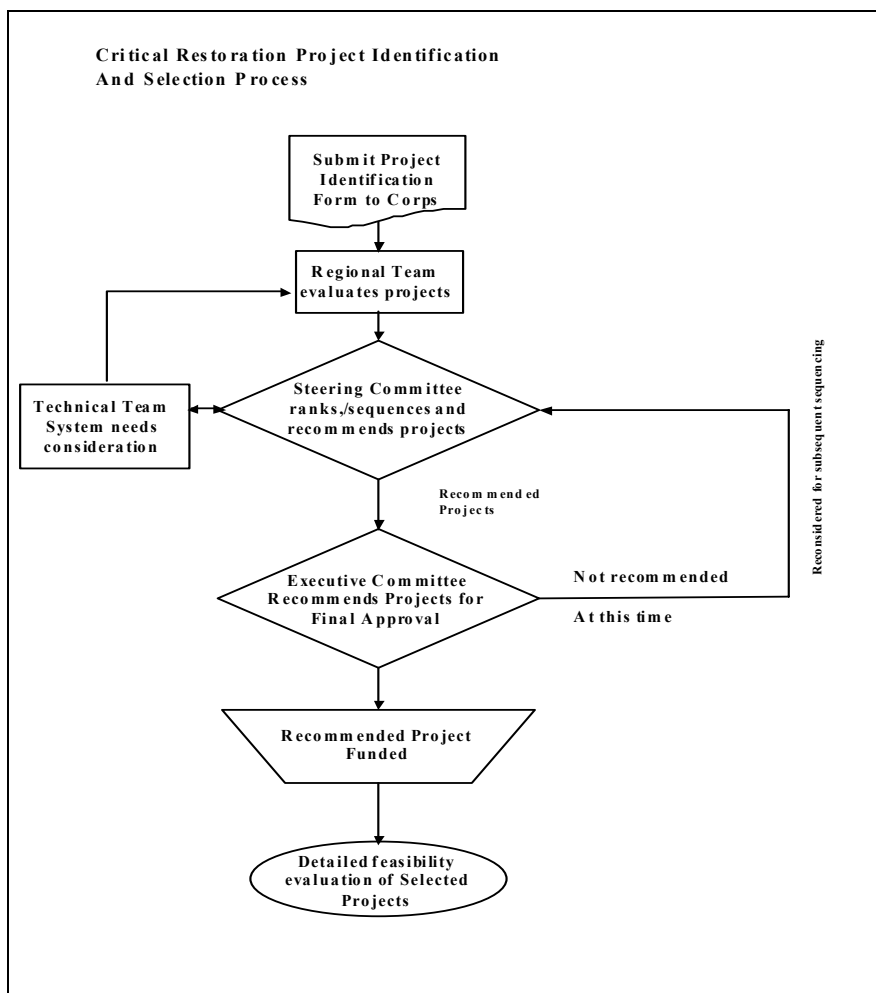 Critical Restoration Project Identification
And Selection Process
Submit Project
Identification
Form to Corps
Regional Team
evaluates projects
Steering Committee
ranks,/sequences and
recommends projects
Technical Team
System needs
consideration
Reconsidered for subsequent sequencing
Recommended
Projects
Executive Committee
Recommends Projects for
Final Approval
Not recommended
At this time
Recommended Project
Funded
Detailed feasibility
evaluation of Selected
Projects